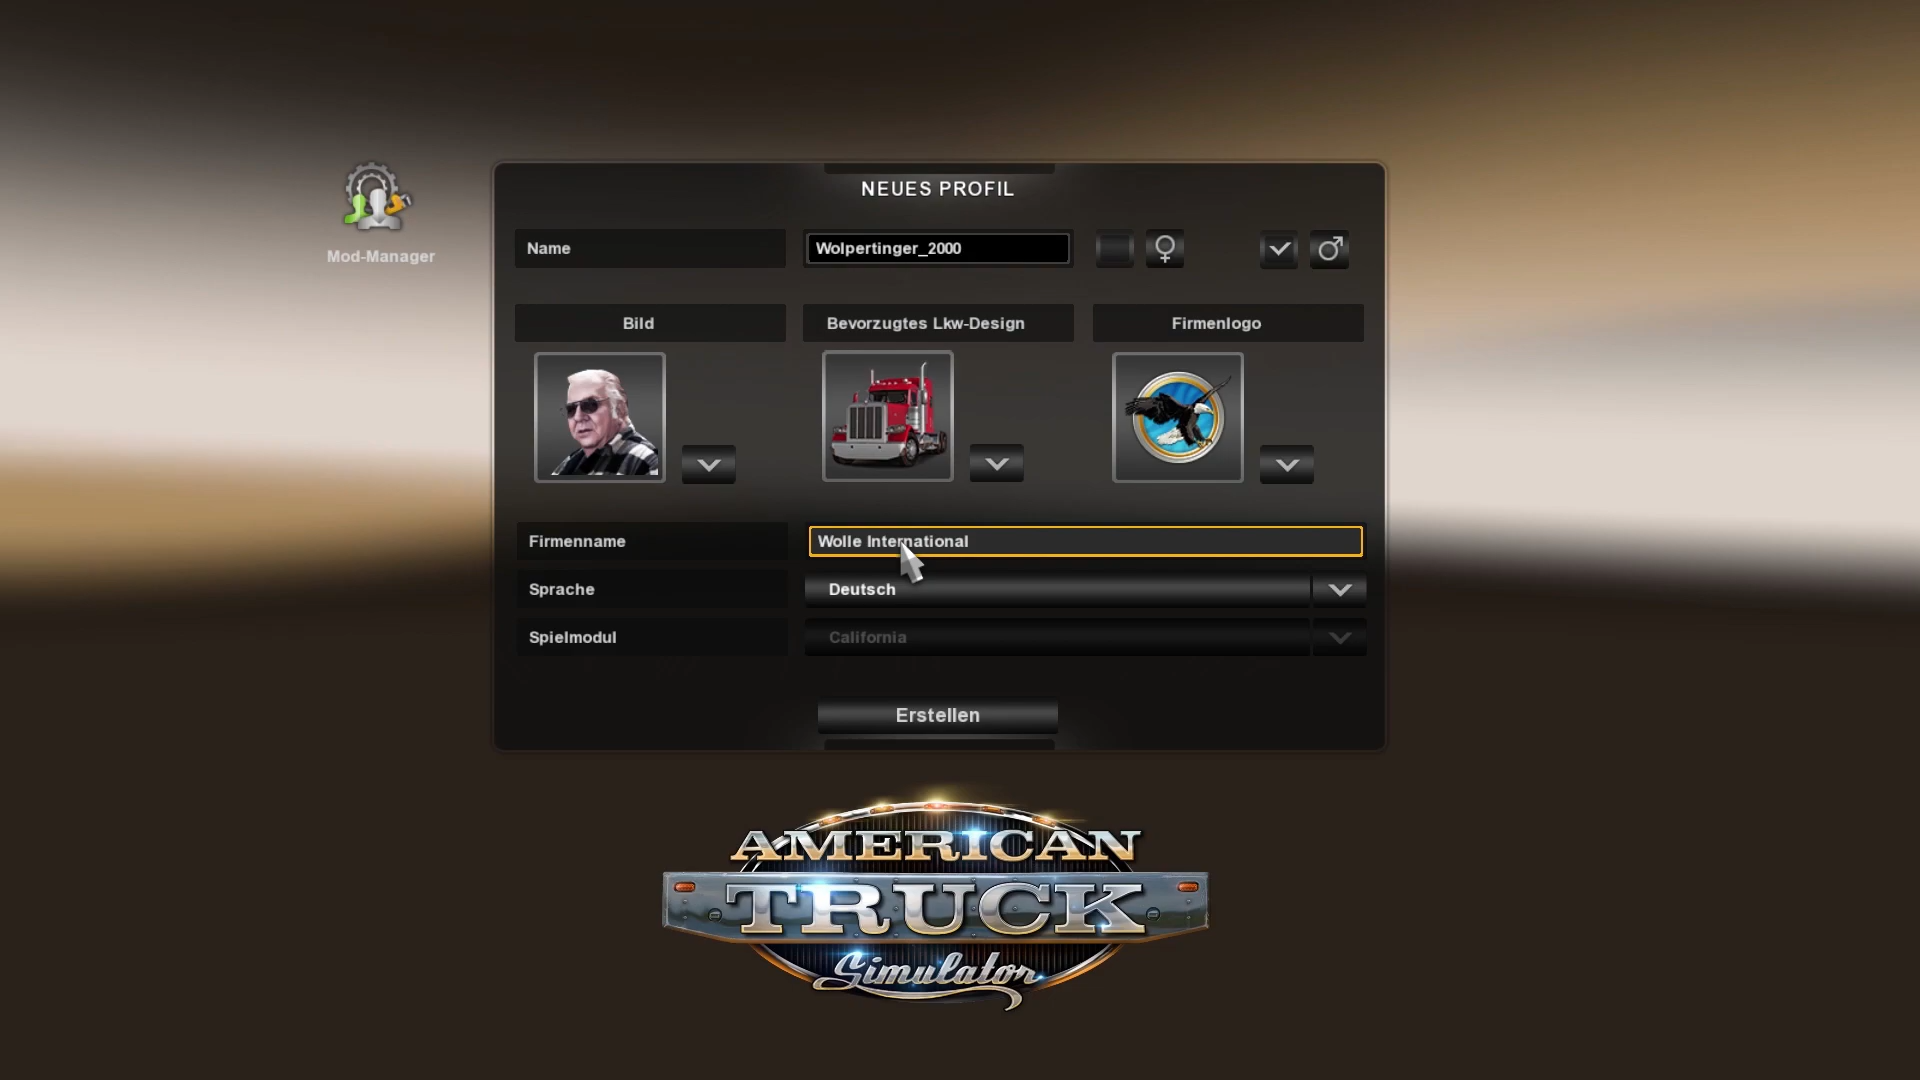 NEUES PROFIL
Mod-Manager
Name
Wolpertinger_2000
Bild
Bevorzugtes Lkw-Design
Firmenlogo
Firmenname
Wolle International
Sprache
Deutsch
Spielmodul
California
Erstellen
AMERICAN
TRUCK
Simulator